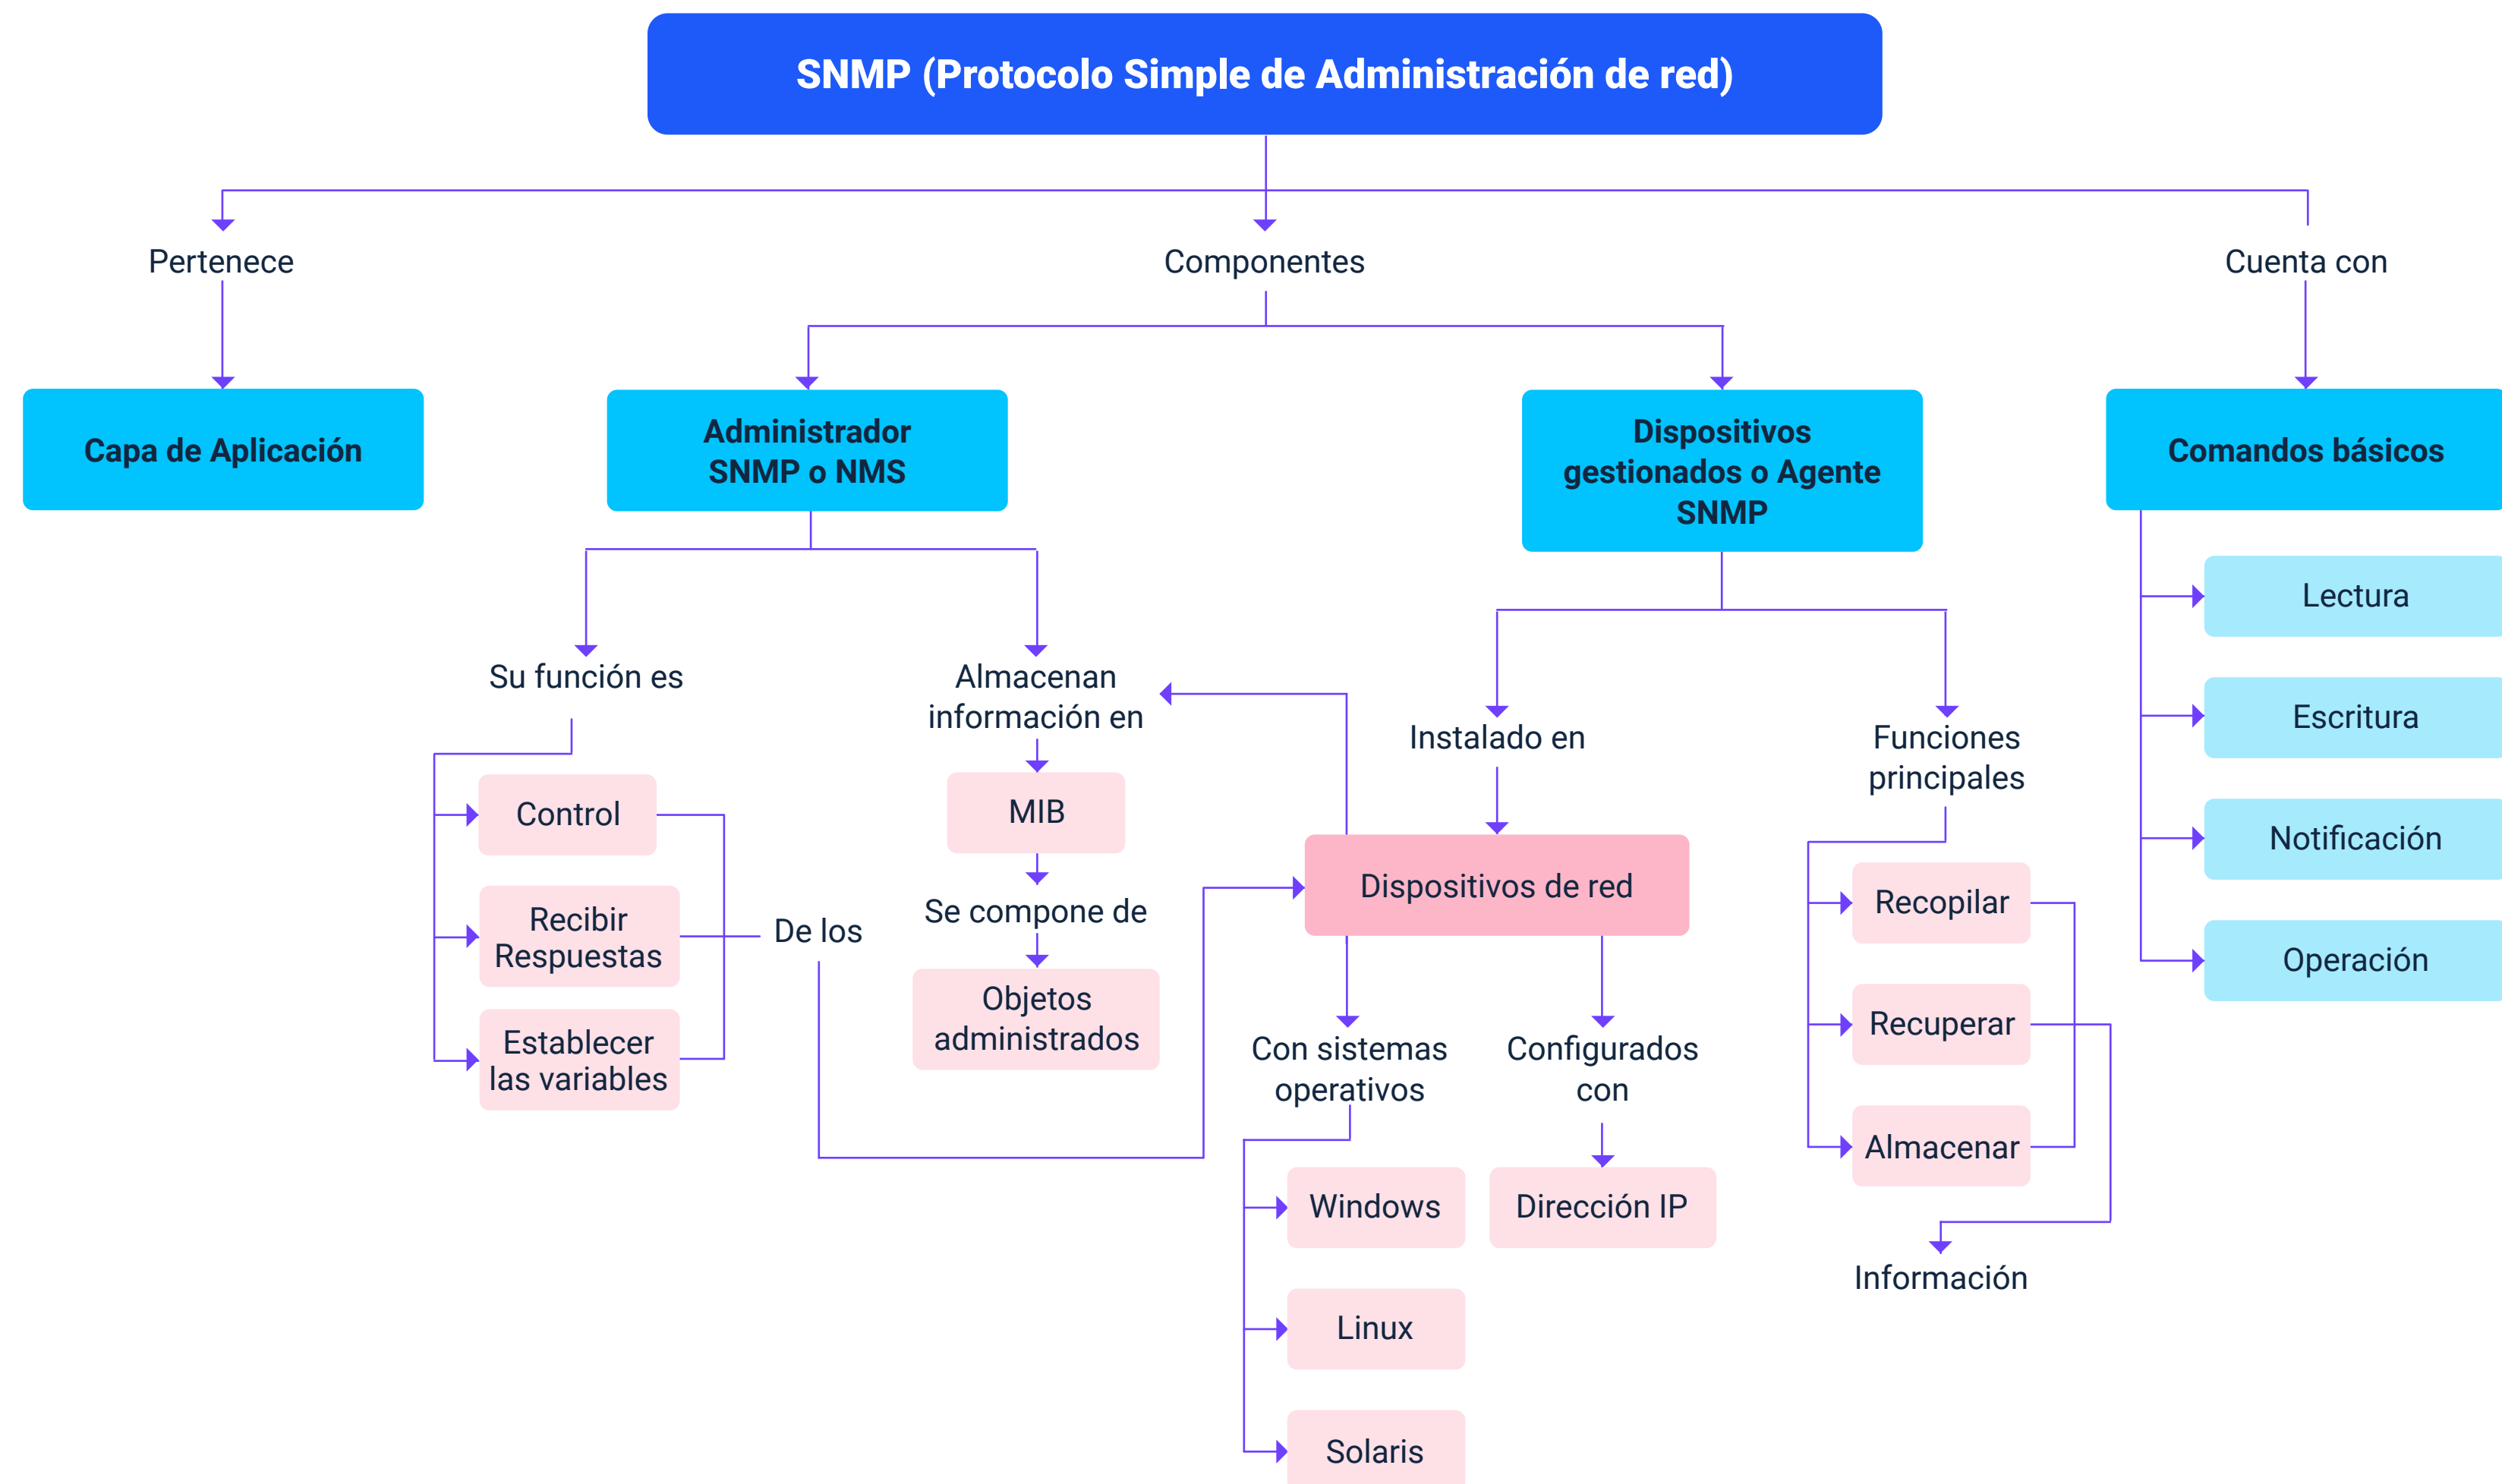 SNMP (Protocolo Simple de Administración de red)
Pertenece
Componentes
Cuenta con
Capa de Aplicación
Administrador
SNMP o NMS
Dispositivos
gestionados o Agente
SNMP
Comandos básicos
Lectura
Escritura
Notificación
Operación
Su función es
Control
Recibir
Respuestas
Establecer
las variables
De los
Almacenan
información en
MIB
Se compone de
Objetos
administrados
Instalado en
Dispositivos de red
Con sistemas
operativos
Windows
Linux
Solaris
Configurados
con
Dirección IP
Funciones
principales
Recopilar
Recuperar
Almacenar
Información